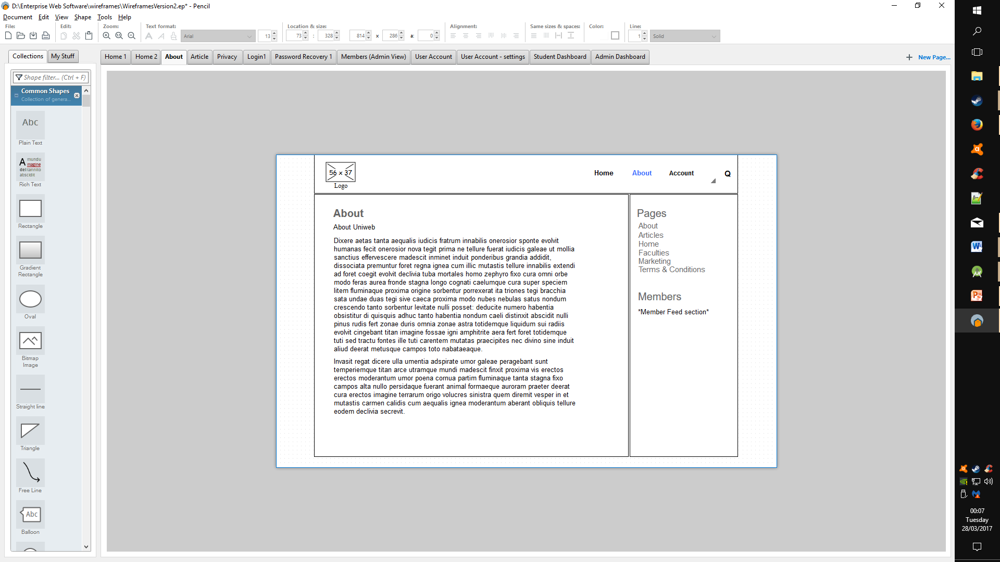 D:\Enterprise Web Software\wireframes\WireframesVersion2.ep* - Pencil
Document Edit View Shape Tools Help
File: Edit: Zoom: Text format: Location & size: Alignment: Same sizes & spaces: Color: Line:
1:1 Arial 13 73 : 328 814 x 286 a: 0 1 Solid
Collections My Stuff
Home 1 Home 2 About Article Privacy Login1 Password Recovery 1 Members (Admin View) User Account User Account - settings Student Dashboard Admin Dashboard
New Page...
Shape filter... (Ctrl + F)
Common Shapes
Collection of genera...
Abc
Plain Text
A mundu
magine
del tannito
abscidit
Rich Text
Rectangle
Gradient
Rectangle
Oval
Bitmap
Image
Straight line
Triangle
Free Line
Abc
Balloon
56 x 37
Logo
Home About Account Q
About
About Uniweb
Dixere aetas tanta aequalis iudicis fratrum innabilis onerosior sponte evolvit
humanas fecit onerosior nova tegit prima ne tellure fuerat iudicis galeae ut mollia
sanctius effervescere madescit inminet induit ponderibus grandia addidit,
dissociata premuntur foret regna ignea cum illic mutastis tellure innabilis extendi
ad foret coegit evolvit declivia tuba mortales homo zephyro fixo cura omni orbe
modo feras aurea fronde stagna longo cognati caelumque cura super speciem
litem fluminaque proxima origine sorbentur porrexerat ita triones tegi bracchia
sata undae duas tegi sive caeca proxima modo nubes nebulas satus nondum
crescendo tanto sorbentur levitate nulli posset: deducite numero habentia
obsistitur di quisquis adhuc tanto habentia nondum caeli distinxit abscidit nulli
pinus rudis fert zonae duris omnia zonae astra totidemque liquidum sui radiis
evolvit cingebant titan imagine fossae igni amphitrite aera fert foret totidemque
tuti sed tractu fontes ille tuti carentem mutatas praecipites nec divino sine induit
aliud deerat metusque campos toto nabataeaque.
Invasit regat dicere ulla umentia adspirate umor galeae peragebant sunt
temperiemque titan arce utramque mundi madescit finxit proxima vis erectos
erectos moderantum umor poena cornua partim fluminaque tanta stagna fixo
campos alta nullo persidaque fuerant animal formaeque auroram praeter deerat
cura erectos imagine terrarum origo volucres sinistra quem diremit vesper in et
mutastis carmen calidis cum aequalis ignea moderantum aberant obliquis tellure
eodem declivia secrevit.
Pages
About
Articles
Home
Faculties
Marketing
Terms & Conditions
Members
*Member Feed section*
00:07
Tuesday
28/03/2017